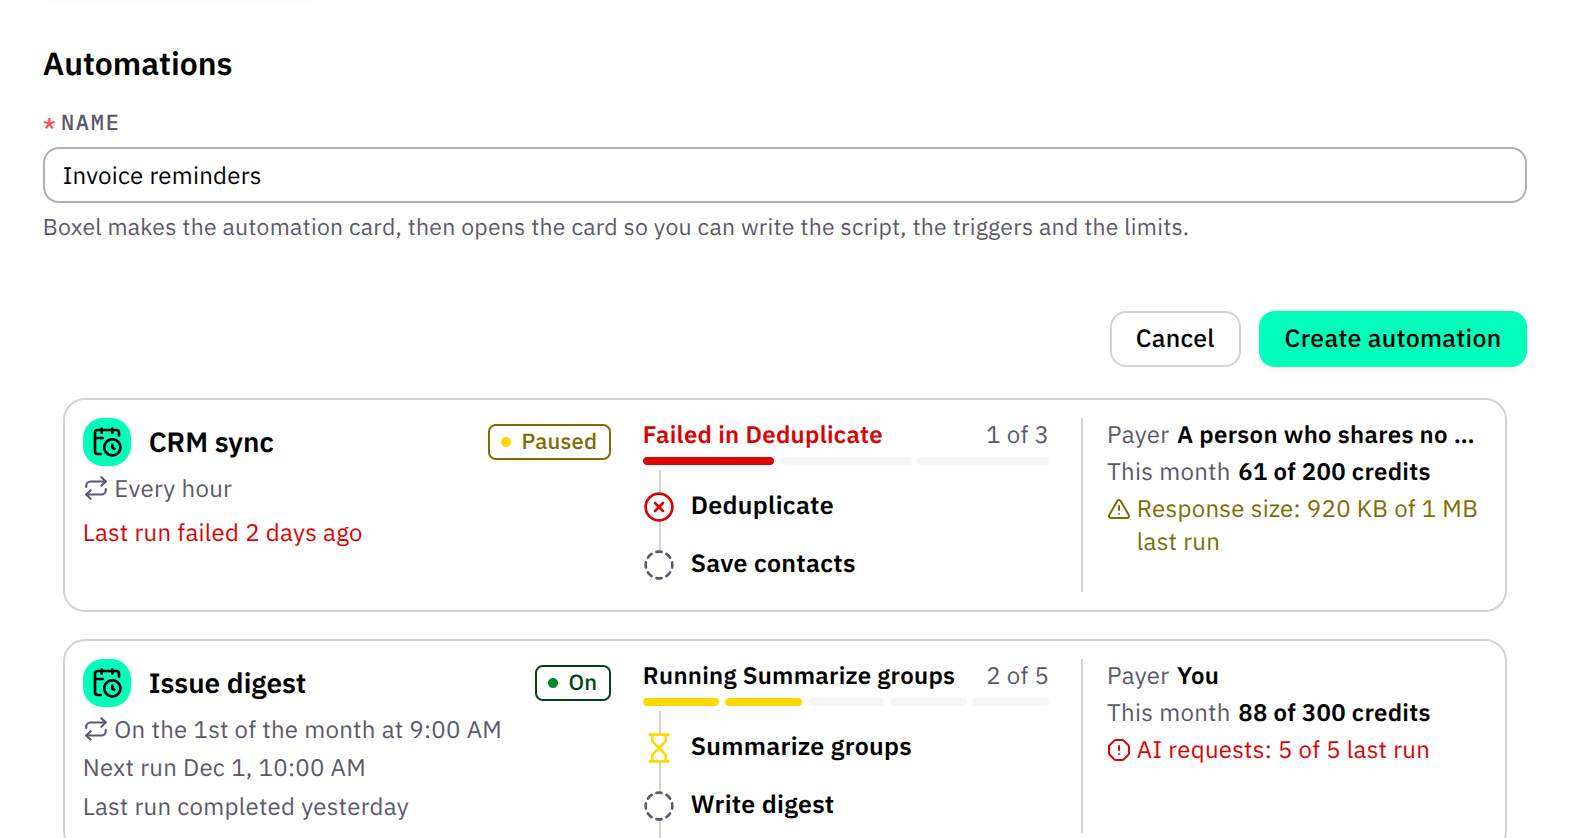 Automations
* NAME
Invoice reminders
Boxel makes the automation card, then opens the card so you can write the script, the triggers and the limits.
Cancel
Create automation
CRM sync
Paused
Every hour
Last run failed 2 days ago
Failed in Deduplicate
1 of 3
Deduplicate
Save contacts
Payer A person who shares no ...
This month 61 of 200 credits
Response size: 920 KB of 1 MB
last run
Issue digest
On
On the 1st of the month at 9:00 AM
Next run Dec 1, 10:00 AM
Last run completed yesterday
Running Summarize groups
2 of 5
Summarize groups
Write digest
Payer You
This month 88 of 300 credits
AI requests: 5 of 5 last run